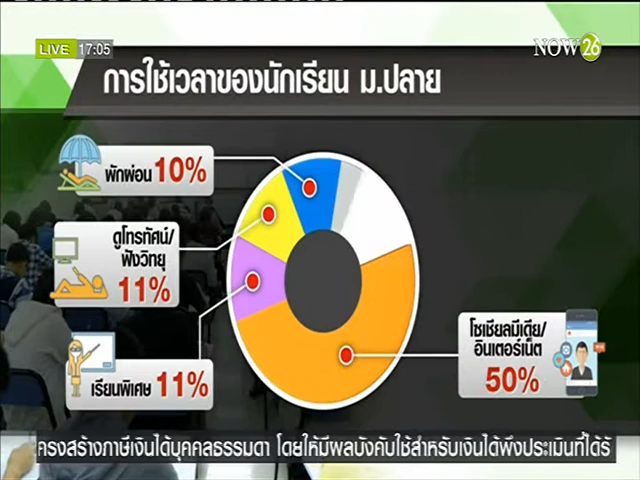 LIVE 17:05
NOW26
การใช้เวลาของนักเรียน ม.ปลาย
พักผ่อน 10%
ดูโทรทัศน์/
ฟังวิทยุ
11%
เรียนพิเศษ 11%
โซเชียลมีเดีย/
อินเตอร์เน็ต
50%
ครงสร้างภาษีเงินได้บุคคลธรรมดา โดยให้มีผลบังคับใช้สำหรับเงินได้พึงประเมินที่ได้รั